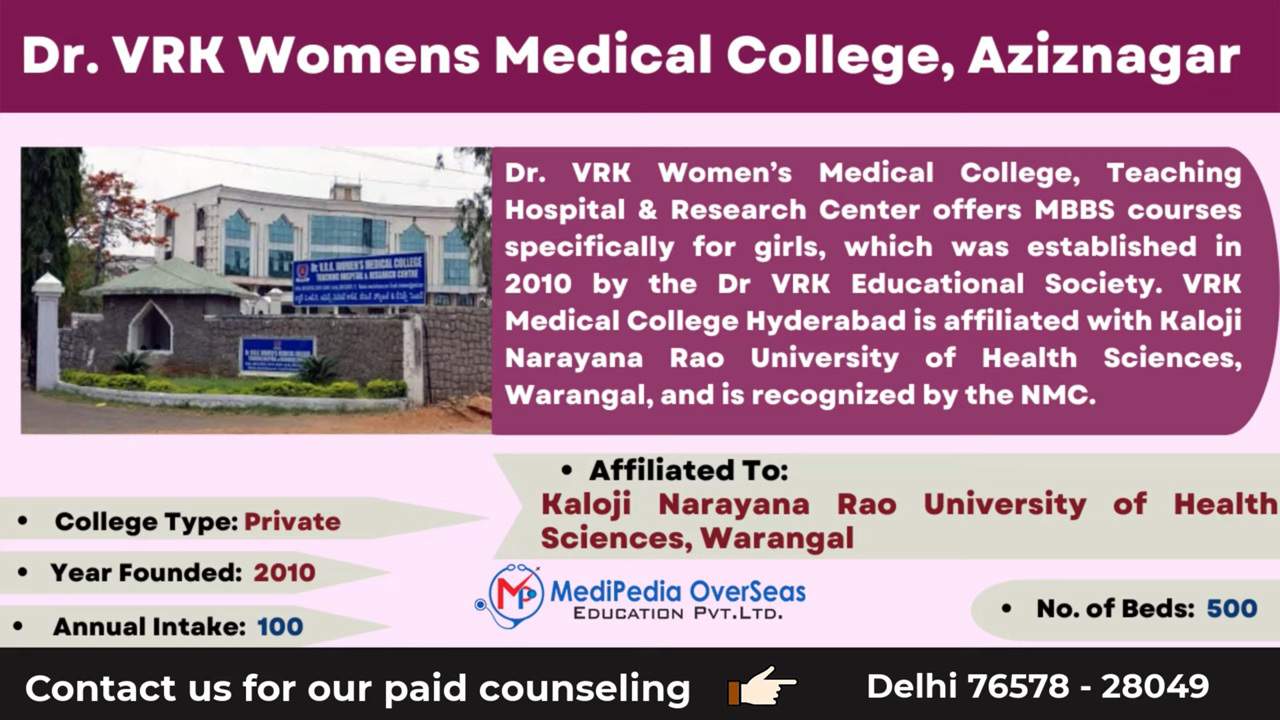 Dr. VRK Womens Medical College, Aziznagar
Dr. VRK Women's Medical College, Teaching
Hospital & Research Center offers MBBS courses
specifically for girls, which was established in
2010 by the Dr VRK Educational Society. VRK
Medical College Hyderabad is affiliated with Kaloji
Narayana Rao University of Health Sciences,
Warangal, and is recognized by the NMC.
Dr. V.R.K. WOMEN'S MEDICAL COLLEGE
TEACHING HOSPITAL & RESEARCH CENTRE
Dr. V.R.K. WOMEN'S MEDICAL COLLEGE
• Affiliated To:
Kaloji Narayana Rao University of Health
Sciences, Warangal
• College Type: Private
• Year Founded: 2010
• Annual Intake: 100
MP MediPedia OverSeas
EDUCATION PVT.LTD.
• No. of Beds: 500
Contact us for our paid counseling
Delhi 76578 - 28049